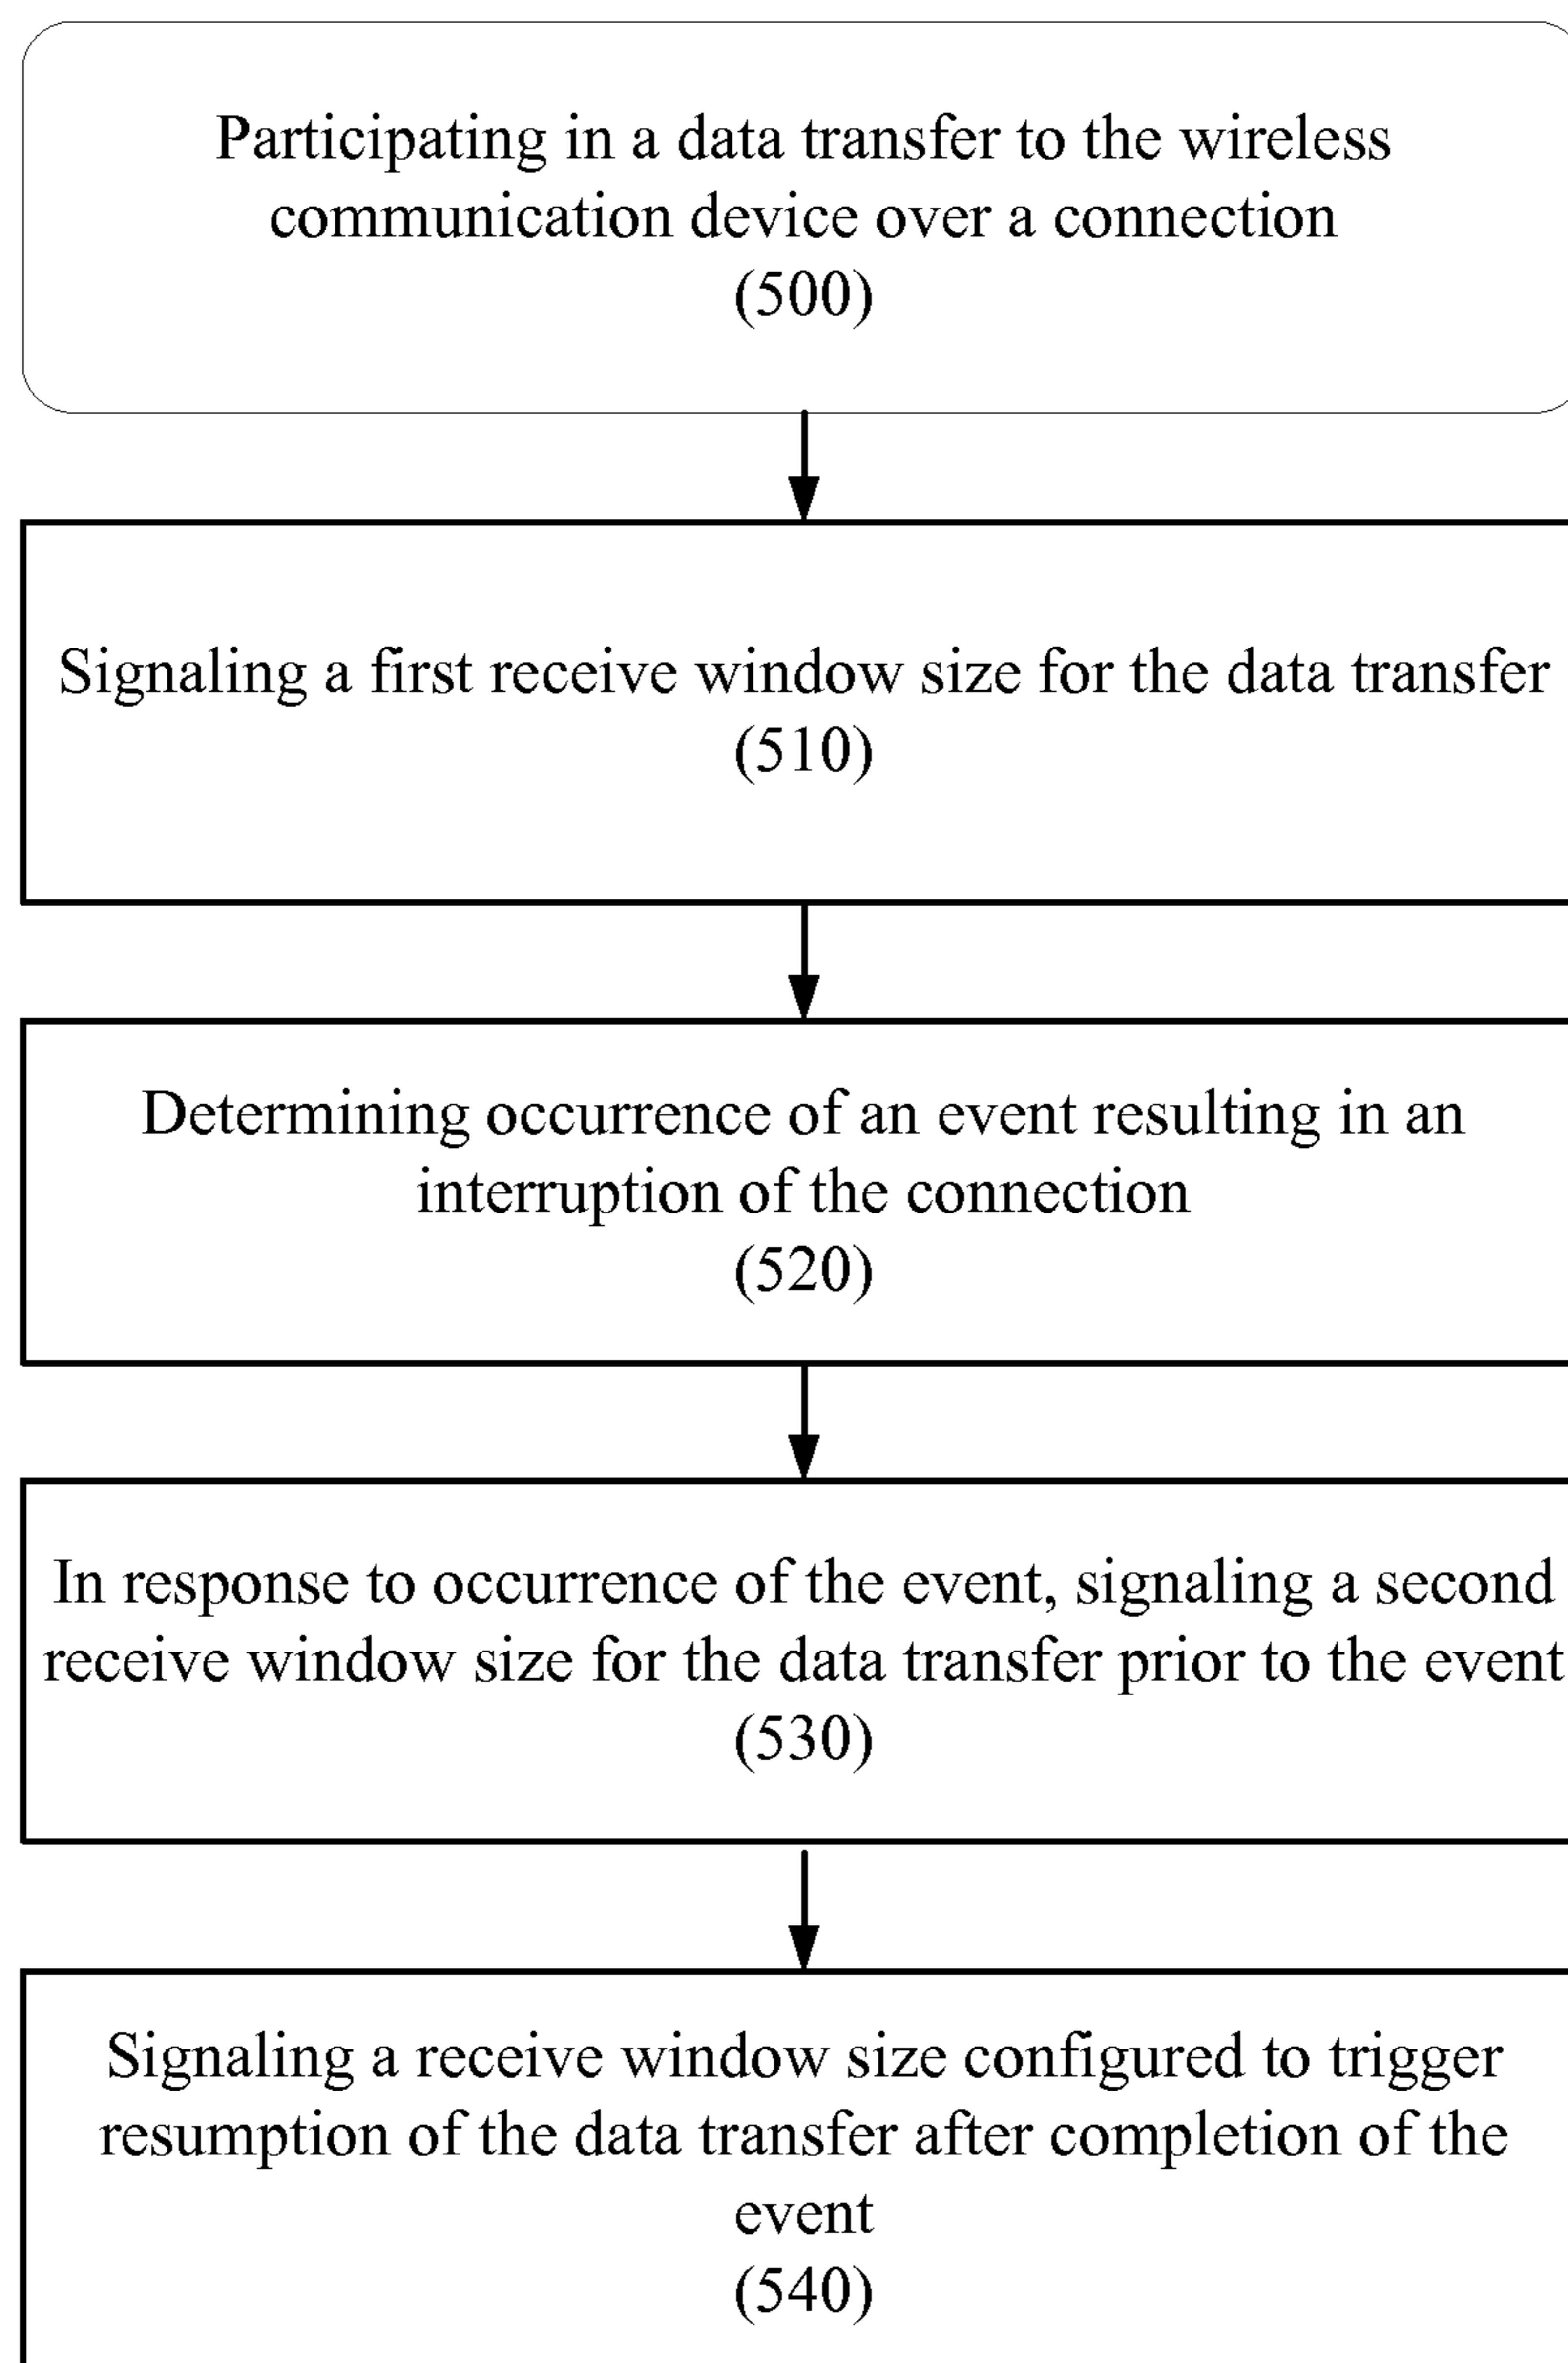 Participating in a data transfer to the wireless
communication device over a connection
(500)
Signaling a first receive window size for the data transfer
(510)
Determining occurrence of an event resulting in an
interruption of the connection
(520)
In response to occurrence of the event, signaling a second
receive window size for the data transfer prior to the event
(530)
Signaling a receive window size configured to trigger
resumption of the data transfer after completion of the
event
(540)